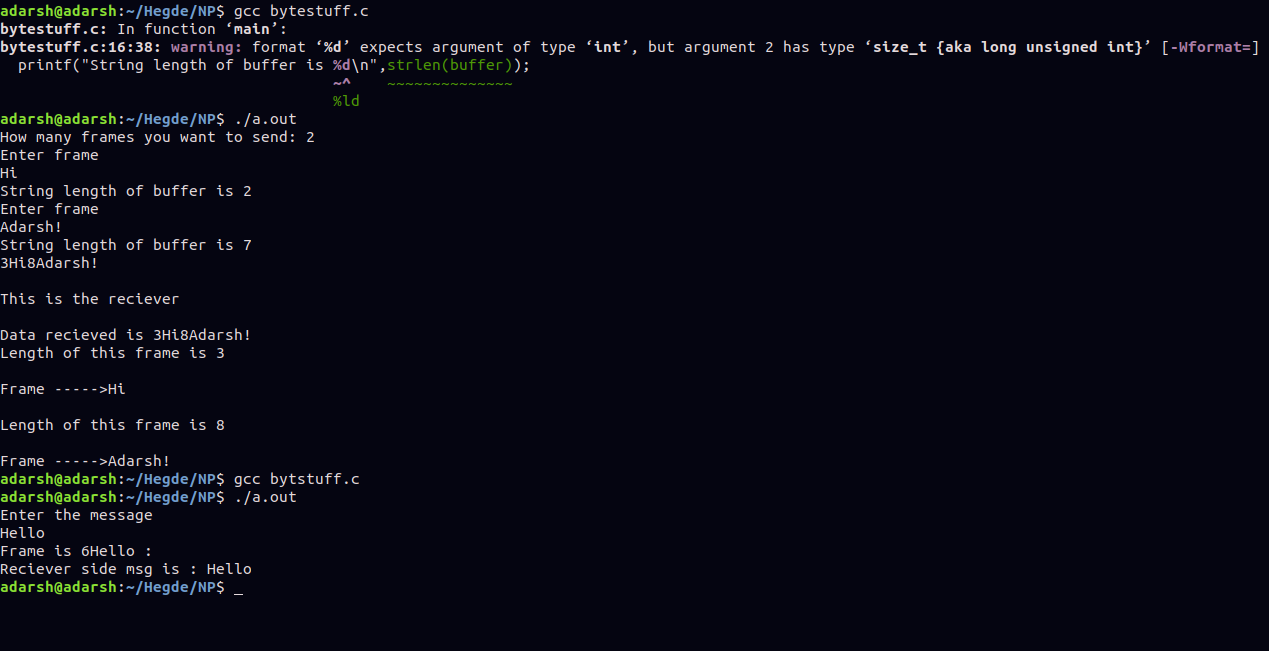 adarsh@adarsh:~/Hegde/NP$ gcc bytestuff.c
bytestuff.c: In function ‘main’:
bytestuff.c:16:38: warning: format ‘%d’ expects argument of type ‘int’, but argument 2 has type ‘size_t {aka long unsigned int}’ [-Wformat=]
  printf("String length of buffer is %d\n",strlen(buffer));
                                     ~^    ~~~~~~~~~~~~~~
                                     %ld
adarsh@adarsh:~/Hegde/NP$ ./a.out
How many frames you want to send: 2
Enter frame
Hi
String length of buffer is 2
Enter frame
Adarsh!
String length of buffer is 7
3Hi8Adarsh!
This is the reciever
Data recieved is 3Hi8Adarsh!
Length of this frame is 3
Frame ----->Hi
Length of this frame is 8
Frame ----->Adarsh!
adarsh@adarsh:~/Hegde/NP$ gcc bytstuff.c
adarsh@adarsh:~/Hegde/NP$ ./a.out
Enter the message
Hello
Frame is 6Hello :
Reciever side msg is : Hello
adarsh@adarsh:~/Hegde/NP$ _